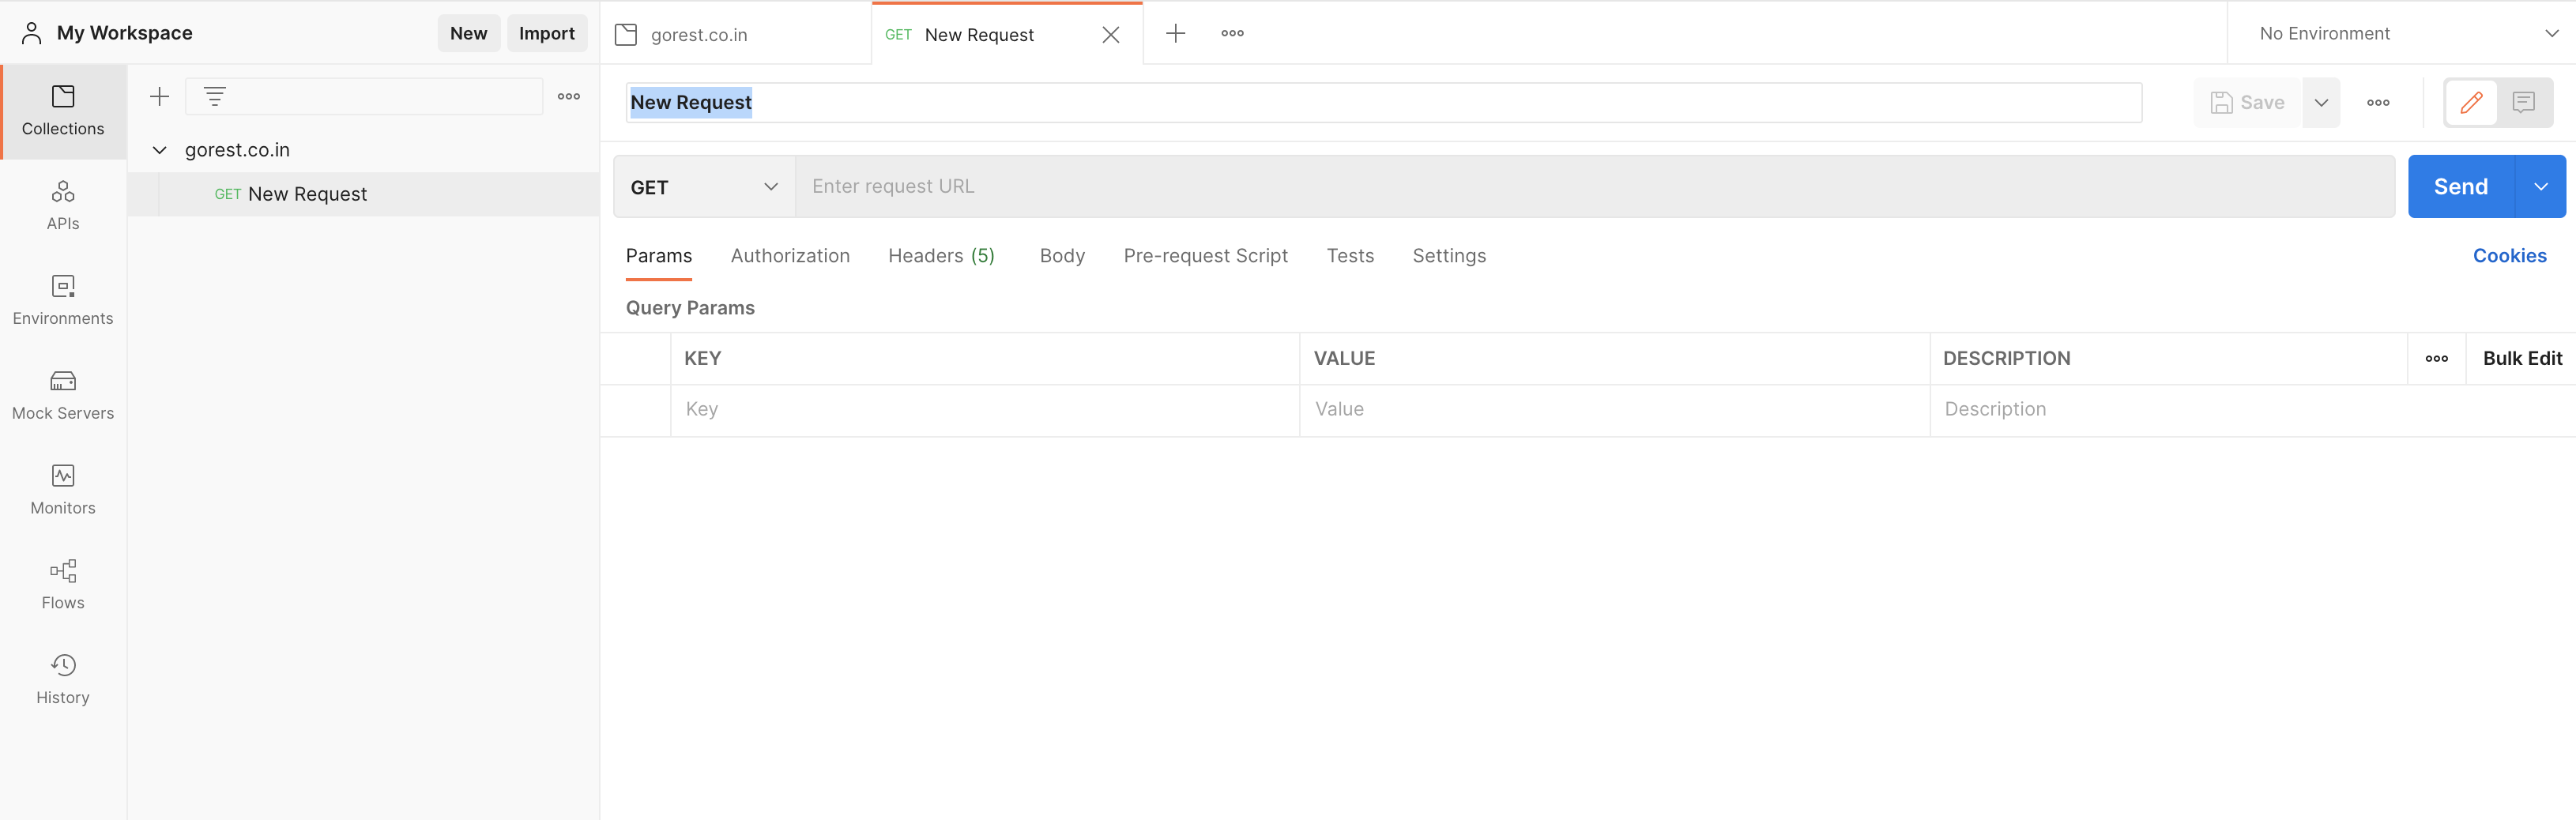 My Workspace New Import
gorest.co.in GET New Request
No Environment
Collections
APIs
Environments
Mock Servers
Monitors
Flows
History
gorest.co.in
GET New Request
New Request
Save
GET Enter request URL Send
Params Authorization Headers (5) Body Pre-request Script Tests Settings Cookies
Query Params
KEY VALUE DESCRIPTION Bulk Edit
Key Value Description